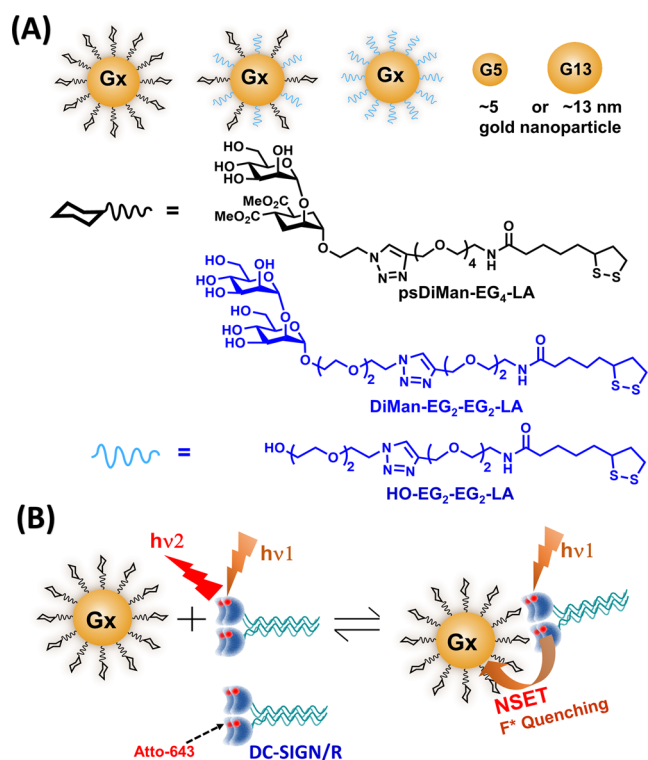 (A)
Gx Gx Gx G5 G13
~5 or ~13 nm
gold nanoparticle
HO OH
HO
HO
MeO₂C
MeO₂C
=
O N N=N O 4 N H O S-S
psDiMan-EG₄-LA
HO OH
HO
HO
HO
HO
HO
O O 2 N N=N O 2 N H O S-S
DiMan-EG₂-EG₂-LA
=
HO O 2 N N=N O 2 N H O S-S
HO-EG₂-EG₂-LA
(B)
hν2 hν1 hν1
Gx + Gx
NSET
F* Quenching
Atto-643 DC-SIGN/R